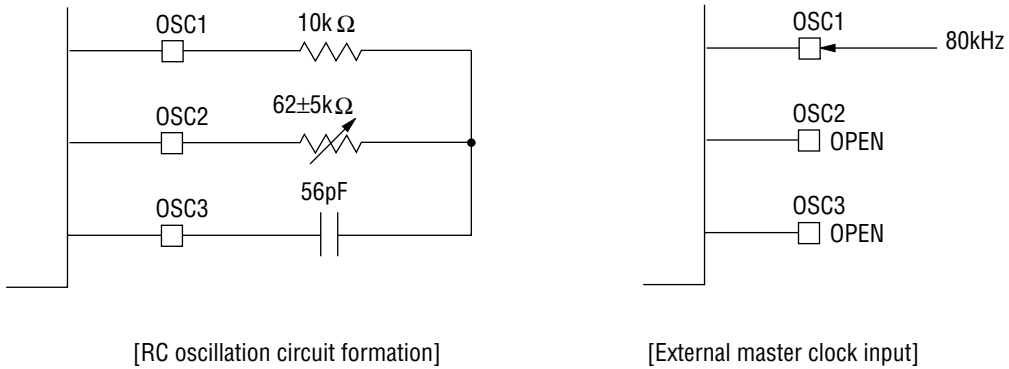 OSC1
10kΩ
OSC2
62±5kΩ
OSC3
56pF
[RC oscillation circuit formation]
OSC1
80kHz
OSC2
OPEN
OSC3
OPEN
[External master clock input]